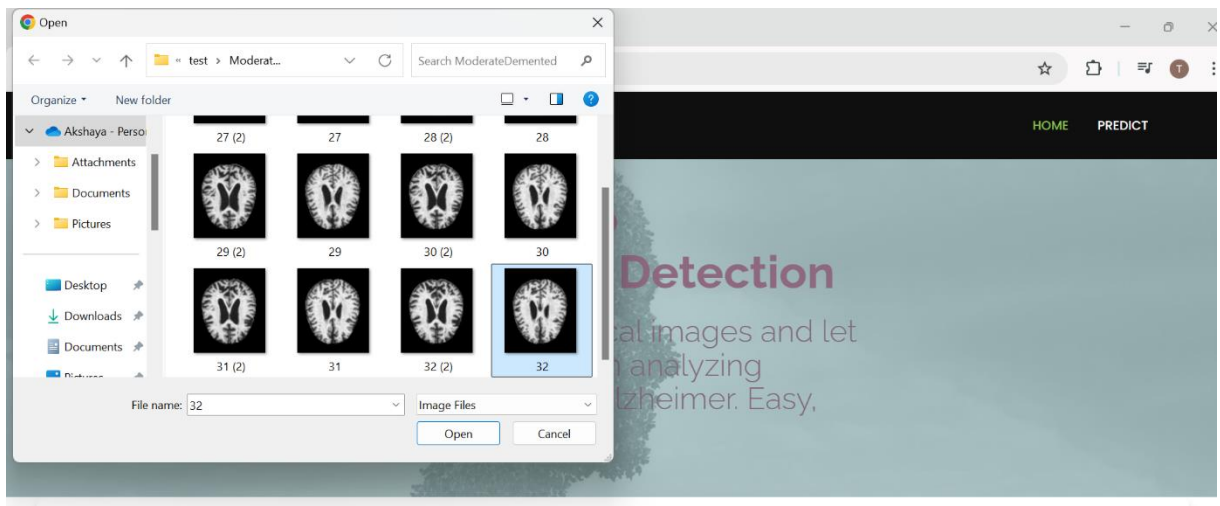 Open
test › Moderat...
Search ModerateDemented
Organize
New folder
HOME
PREDICT
T
Akshaya - Perso
Attachments
Documents
Pictures
Desktop
Downloads
Documents
27 (2)
27
28 (2)
28
29 (2)
29
30 (2)
30
31 (2)
31
32 (2)
32
Detection
images and let
analyzing
Easy,
File name: 32
Image Files
Open
Cancel